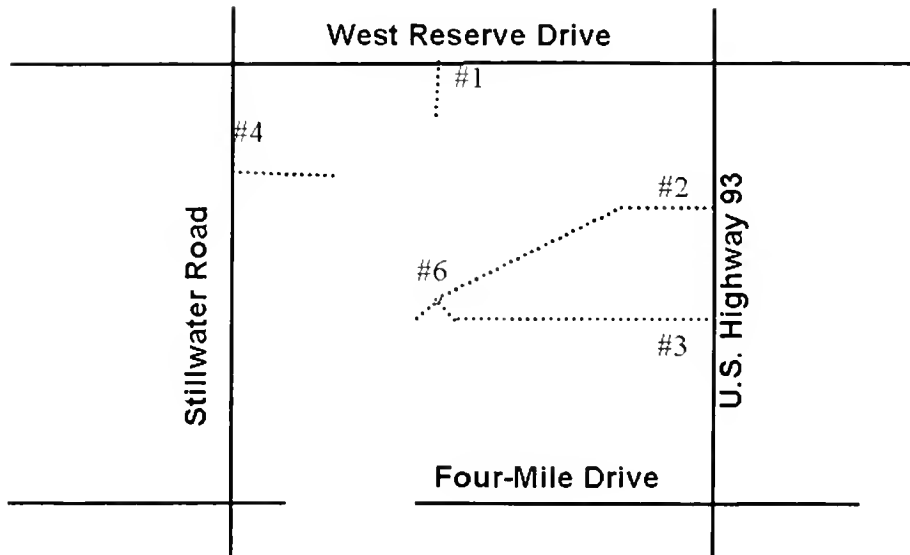 West Reserve Drive
#1
#4
#2
#6
#3
Stillwater Road
U.S. Highway 93
Four-Mile Drive